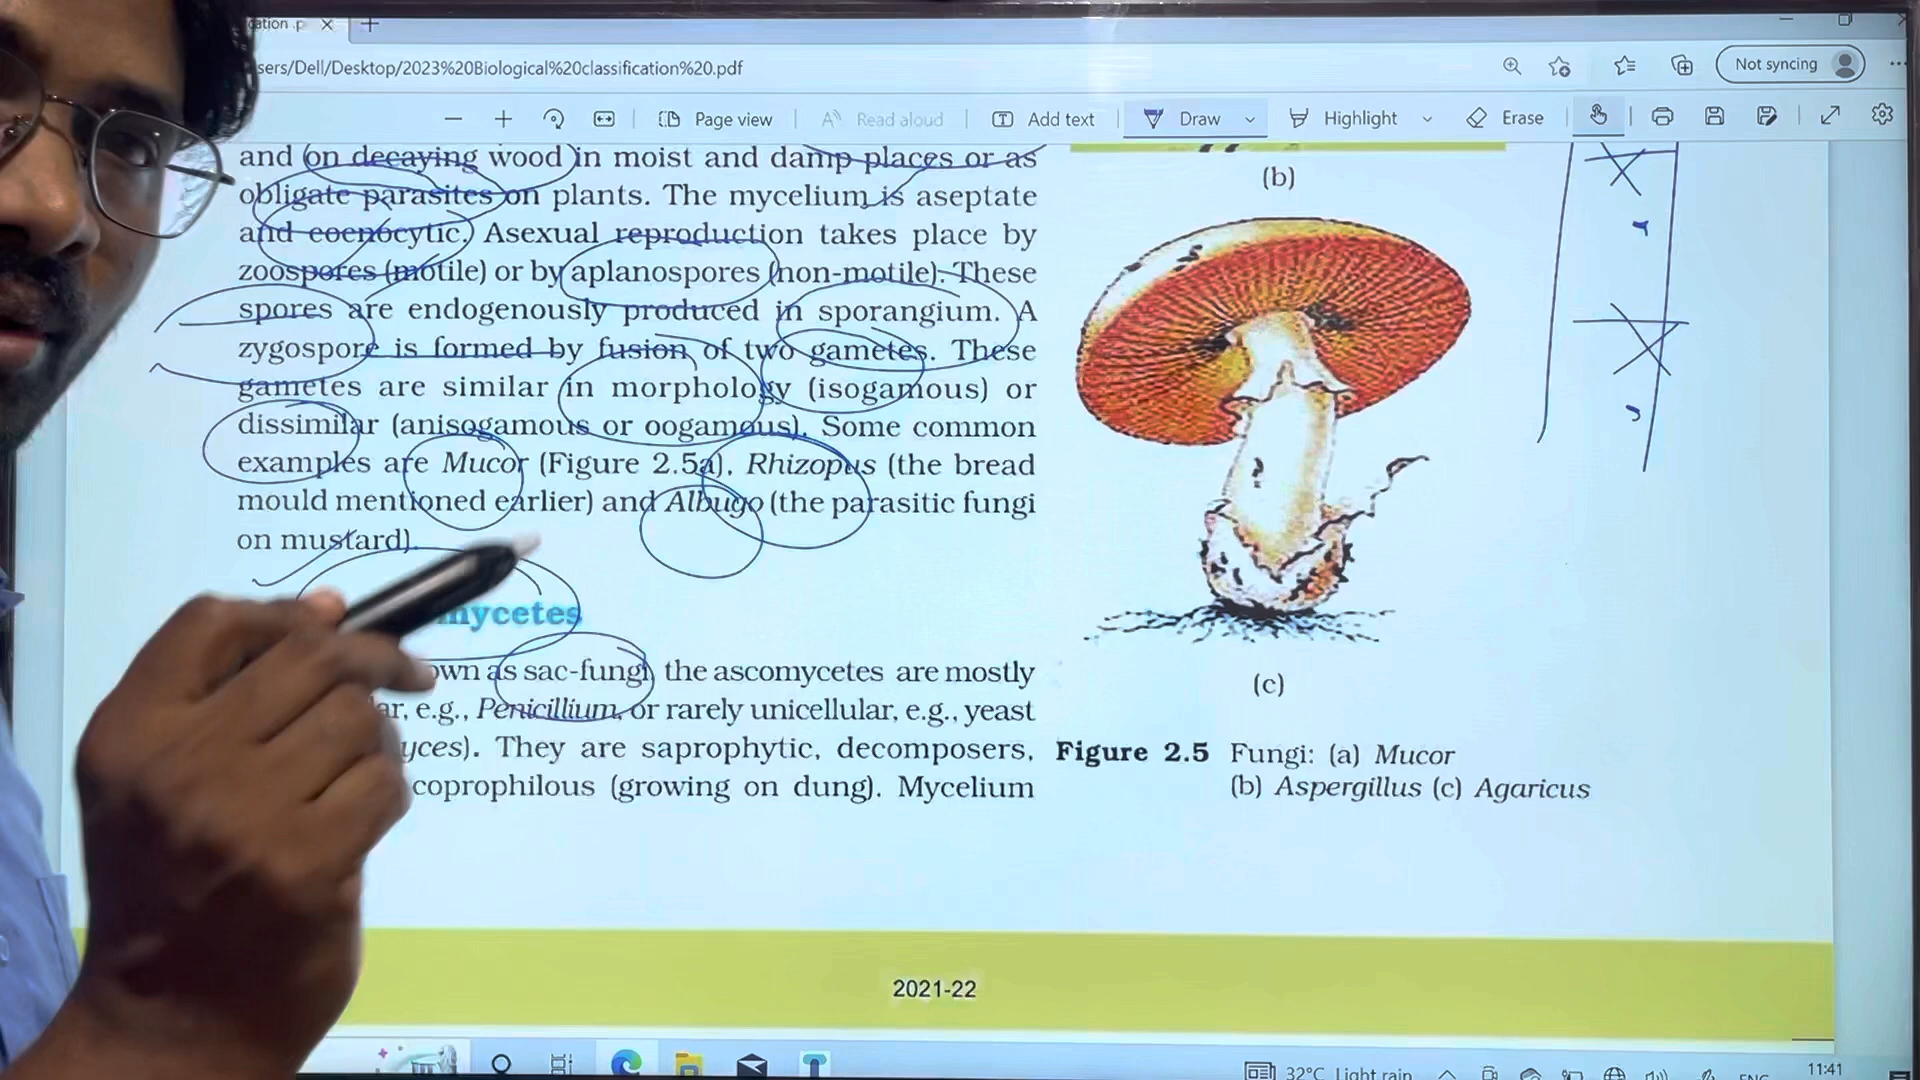 cation .p
sers/Dell/Desktop/2023%20Biological%20classification%20.pdf
Not syncing
Page view
Read aloud
Add text
Draw
Highlight
Erase
and on decaying wood in moist and damp places or as
obligate parasites on plants. The mycelium is aseptate
and coenocytic. Asexual reproduction takes place by
zoospores (motile) or by aplanospores (non-motile). These
spores are endogenously produced in sporangium. A
zygospore is formed by fusion of two gametes. These
gametes are similar in morphology (isogamous) or
dissimilar (anisogamous or oogamous). Some common
examples are Mucor (Figure 2.5a), Rhizopus (the bread
mould mentioned earlier) and Albugo (the parasitic fungi
on mustard).
mycetes
own as sac-fungi, the ascomycetes are mostly
ar, e.g., Penicillium, or rarely unicellular, e.g., yeast
yces). They are saprophytic, decomposers,
coprophilous (growing on dung). Mycelium
(b)
(c)
Figure 2.5 Fungi: (a) Mucor
(b) Aspergillus (c) Agaricus
2021-22
32°C Light rain
ENG
11:41